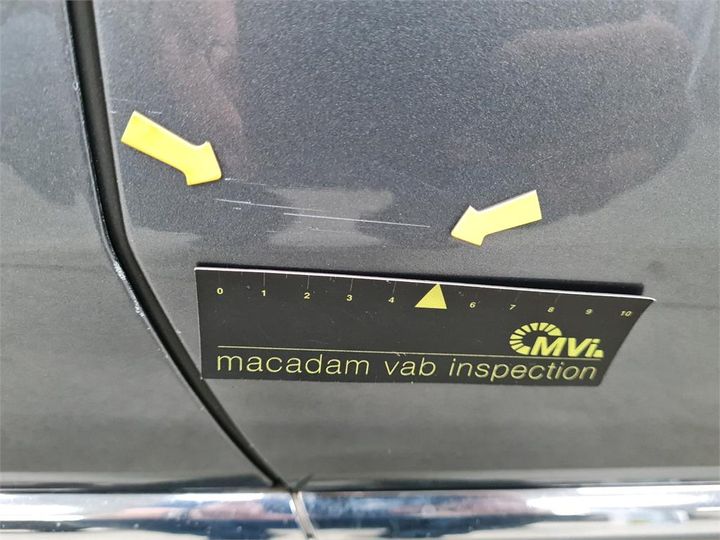 0 1 2 3 4 6 7 8 9 10
MVi
macadam vab inspection